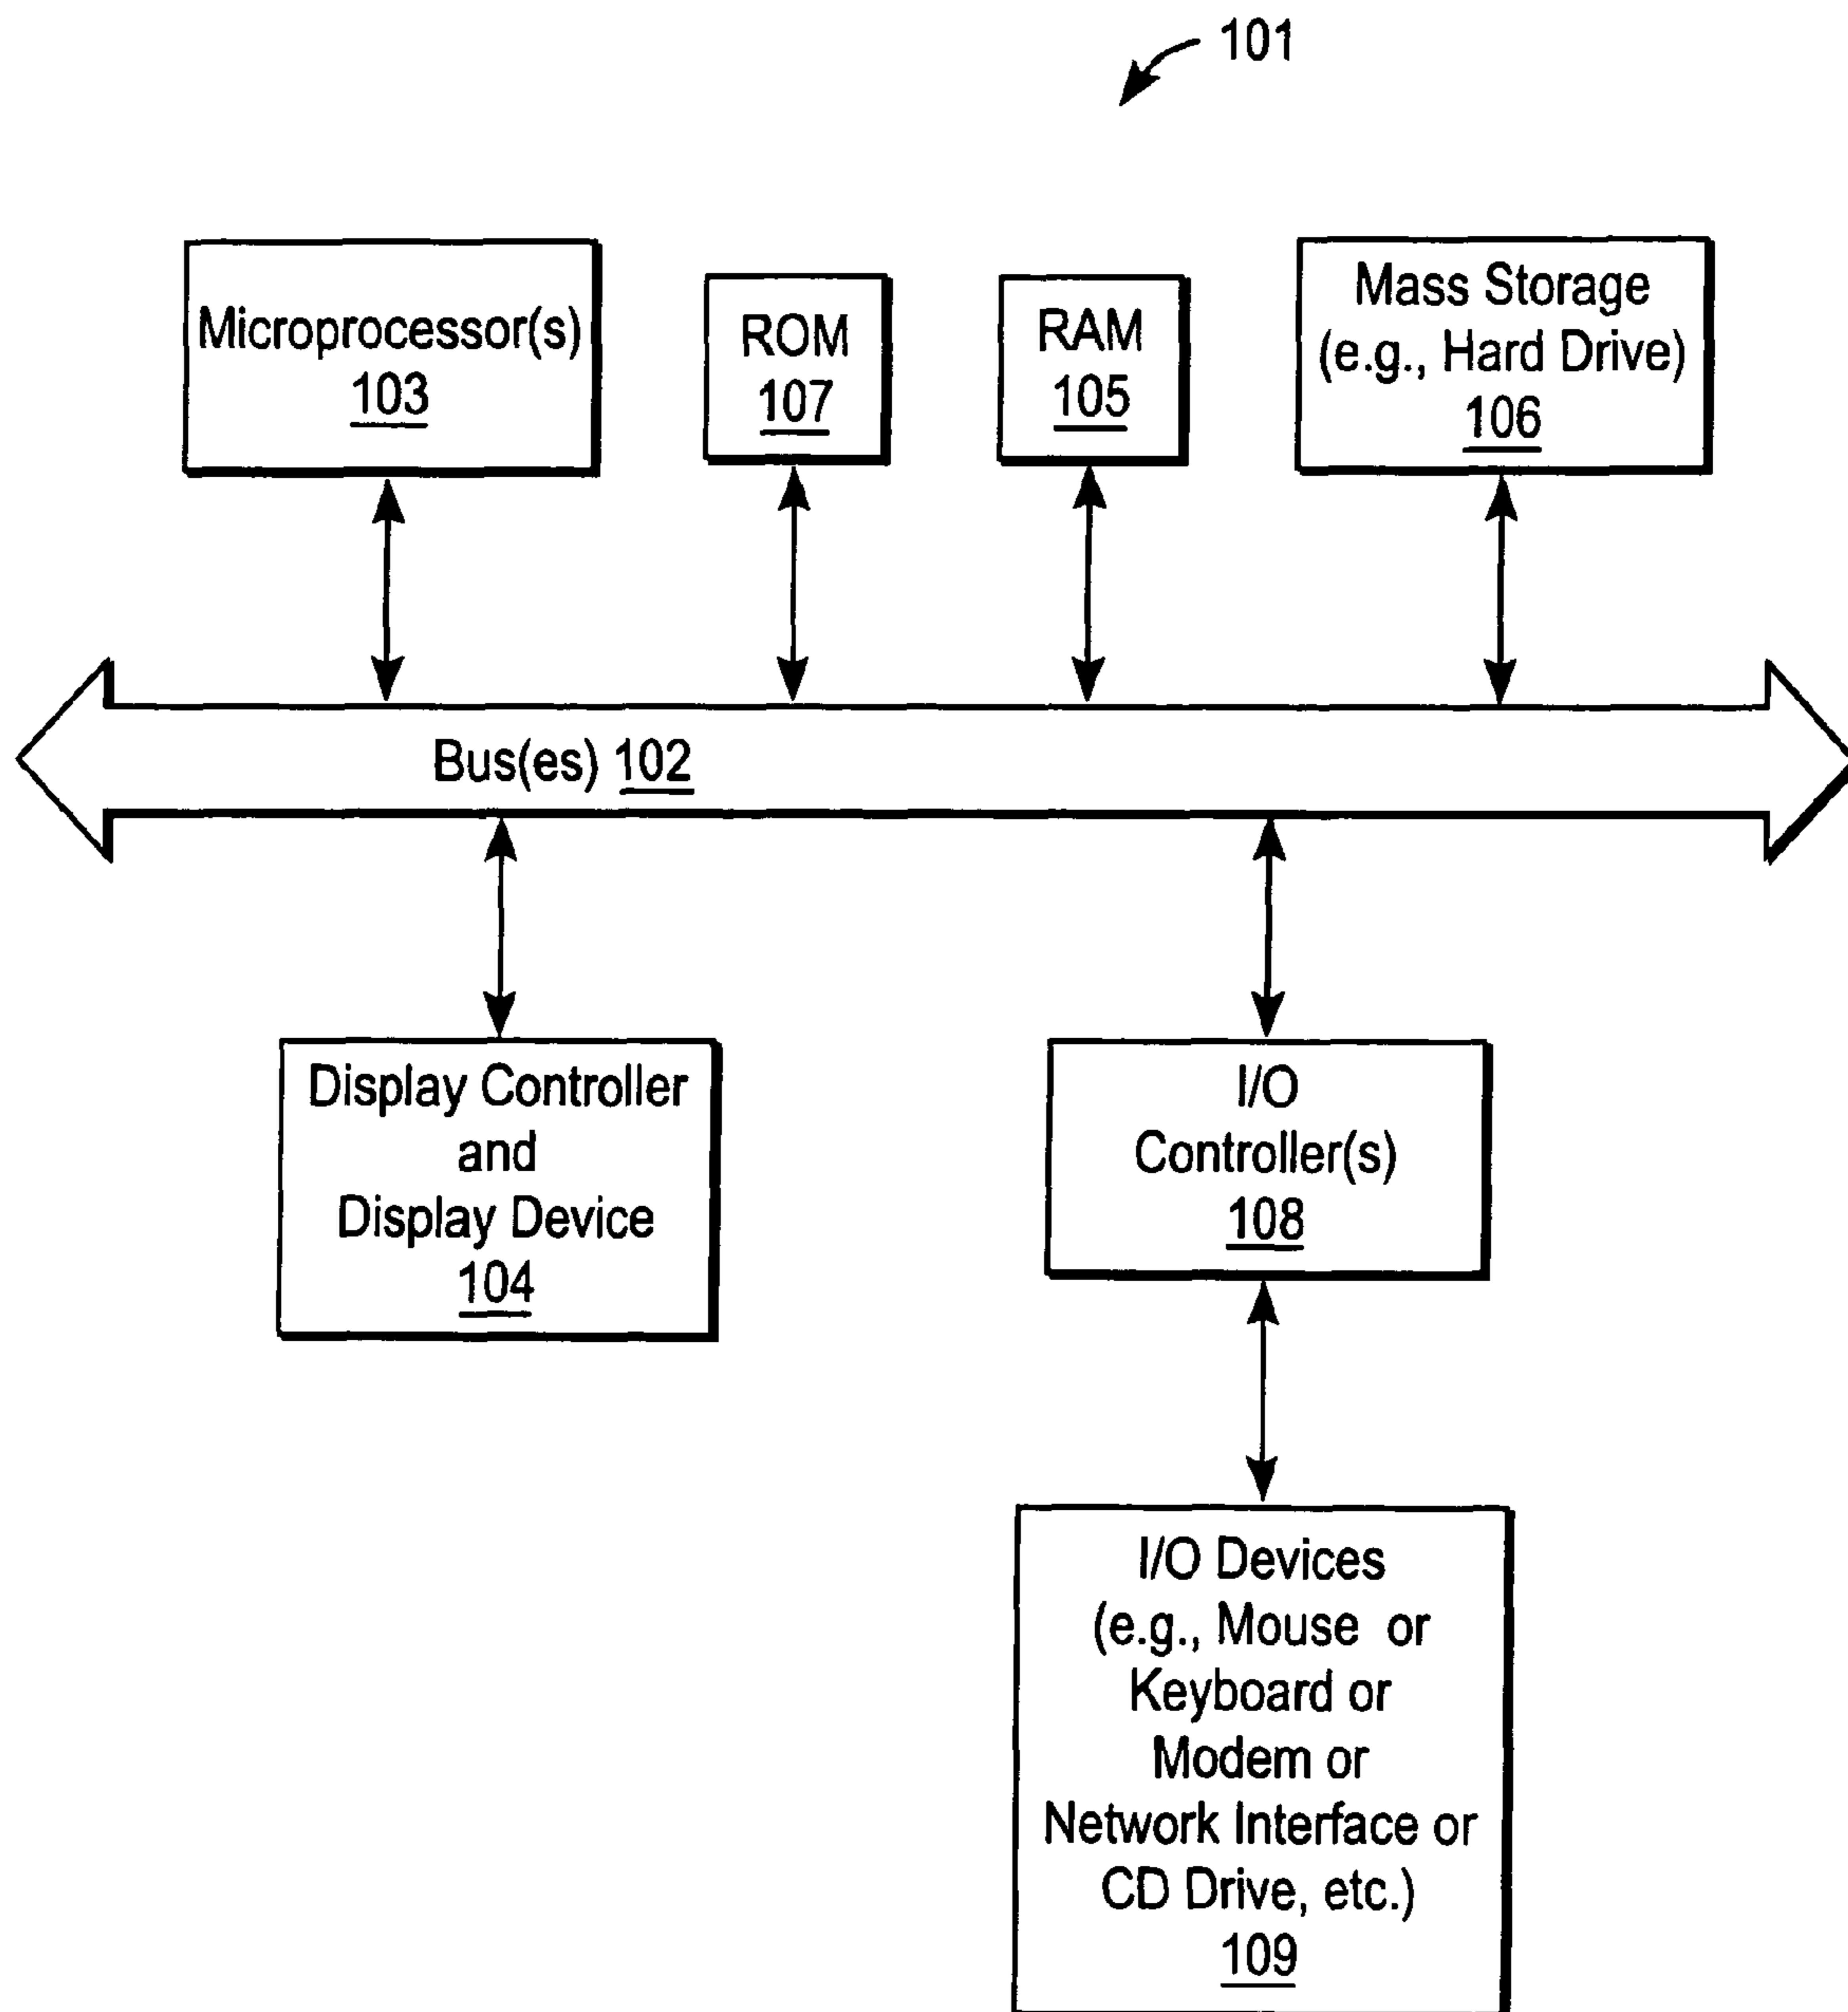 101
Microprocessor(s)
103
ROM
107
RAM
105
Mass Storage
(e.g., Hard Drive)
106
Bus(es) 102
Display Controller
and
Display Device
104
I/O
Controller(s)
108
I/O Devices
(e.g., Mouse or
Keyboard or
Modem or
Network Interface or
CD Drive, etc.)
109